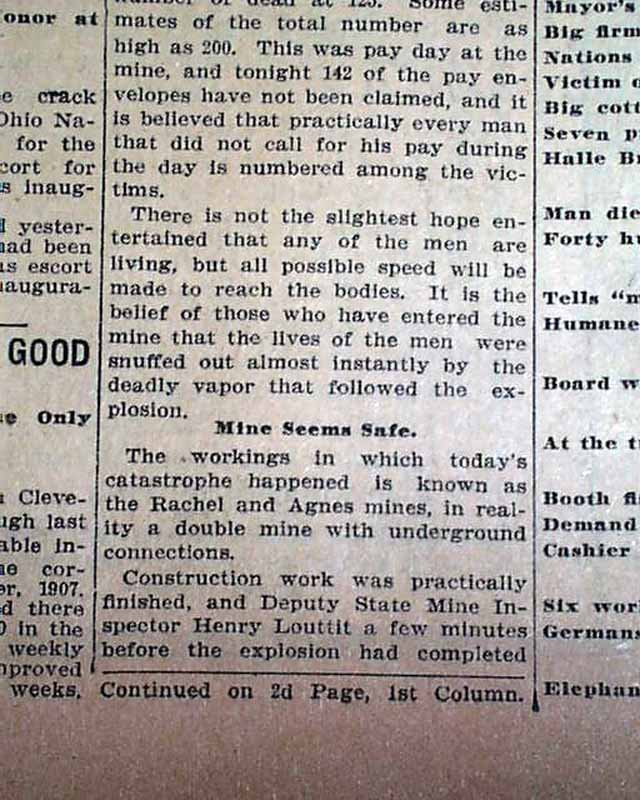 onor at
e crack
Ohio Na-
for the
cort for
s inaug-
yester-
had been
us escort
naugura-
GOOD
e Only
Cleve-
ugh last
able in-
e cor-
er, 1907.
d there
0 in the
weekly
nproved
weeks.
number of dead at 125. Some esti-
mates of the total number are as
high as 200. This was pay day at the
mine, and tonight 142 of the pay en-
velopes have not been claimed, and it
is believed that practically every man
that did not call for his pay during
the day is numbered among the vic-
tims.
There is not the slightest hope en-
tertained that any of the men are
living, but all possible speed will be
made to reach the bodies. It is the
belief of those who have entered the
mine that the lives of the men were
snuffed out almost instantly by the
deadly vapor that followed the ex-
plosion.
Mine Seems Safe.
The workings in which today's
catastrophe happened is known as
the Rachel and Agnes mines, in real-
ity a double mine with underground
connections.
Construction work was practically
finished, and Deputy State Mine In-
spector Henry Louttit a few minutes
before the explosion had completed
Continued on 2d Page, 1st Column.
Mayor's
Big firm
Nations
Victim o
Big cott
Seven p
Halle Br
Man die
Forty hu
Tells "m
Humane
Board w
At the t
Booth fi
Demand
Cashier
Six wor
Germans
Elephan